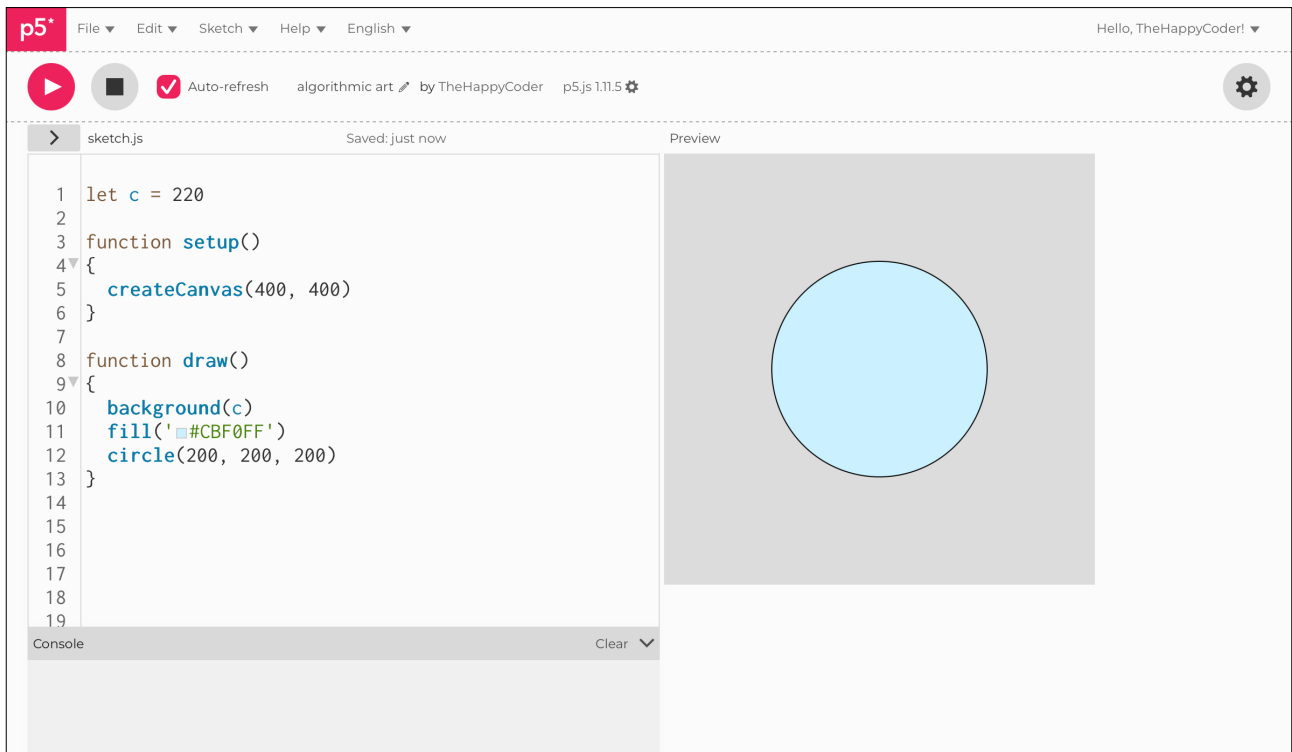 p5* File Edit Sketch Help English Hello, TheHappyCoder!
Auto-refresh algorithmic art by TheHappyCoder p5.js 1.11.5
sketch.js Saved: just now Preview
1 let c = 220
2
3 function setup()
4 {
5 createCanvas(400, 400)
6 }
7
8 function draw()
9 {
10 background(c)
11 fill('#CBF0FF')
12 circle(200, 200, 200)
13 }
14
15
16
17
18
19
Console Clear